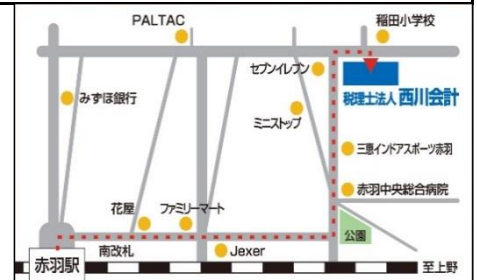 PALTAC
稲田小学校
セブンイレブン
みずほ銀行
税理士法人 西川会計
ミニストップ
三恵インドアスポーツ赤羽
赤羽中央総合病院
花屋
ファミリーマート
公園
赤羽駅
南改札
Jexer
至上野